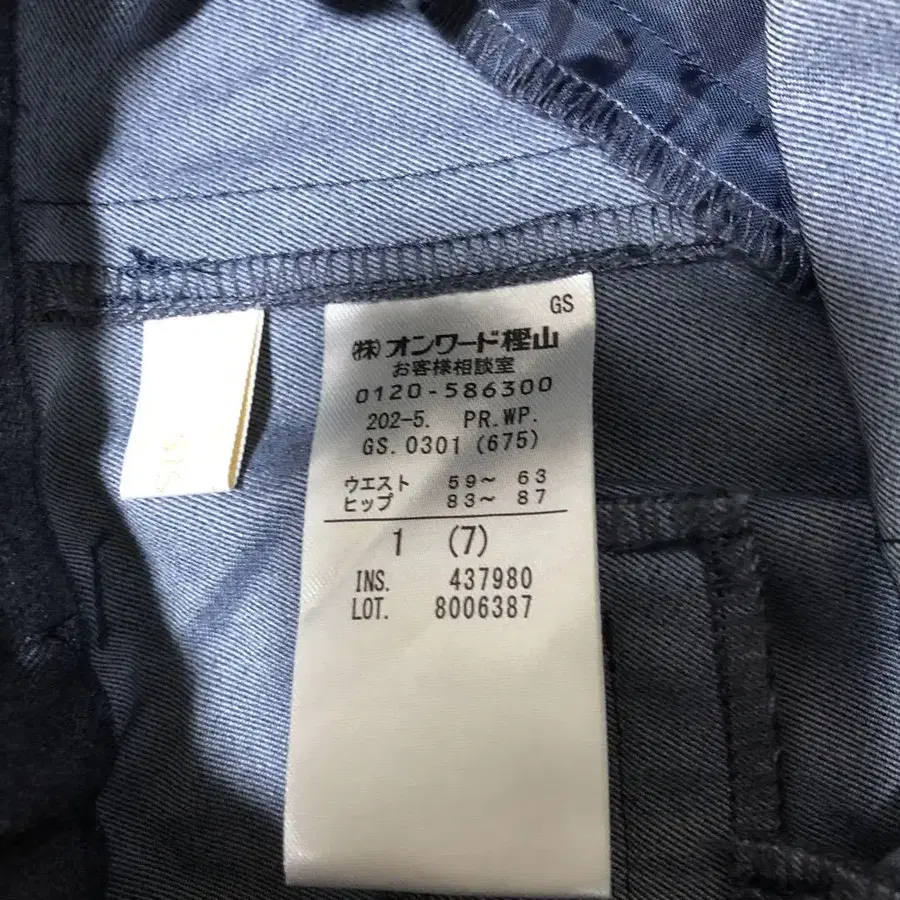 GS
㈱オンワード樫山
お客様相談室
0120-586300
202-5. PR.WP.
GS.0301 (675)
ウエスト 59～ 63
ヒップ 83～ 87
1 (7)
INS. 437980
LOT. 8006387